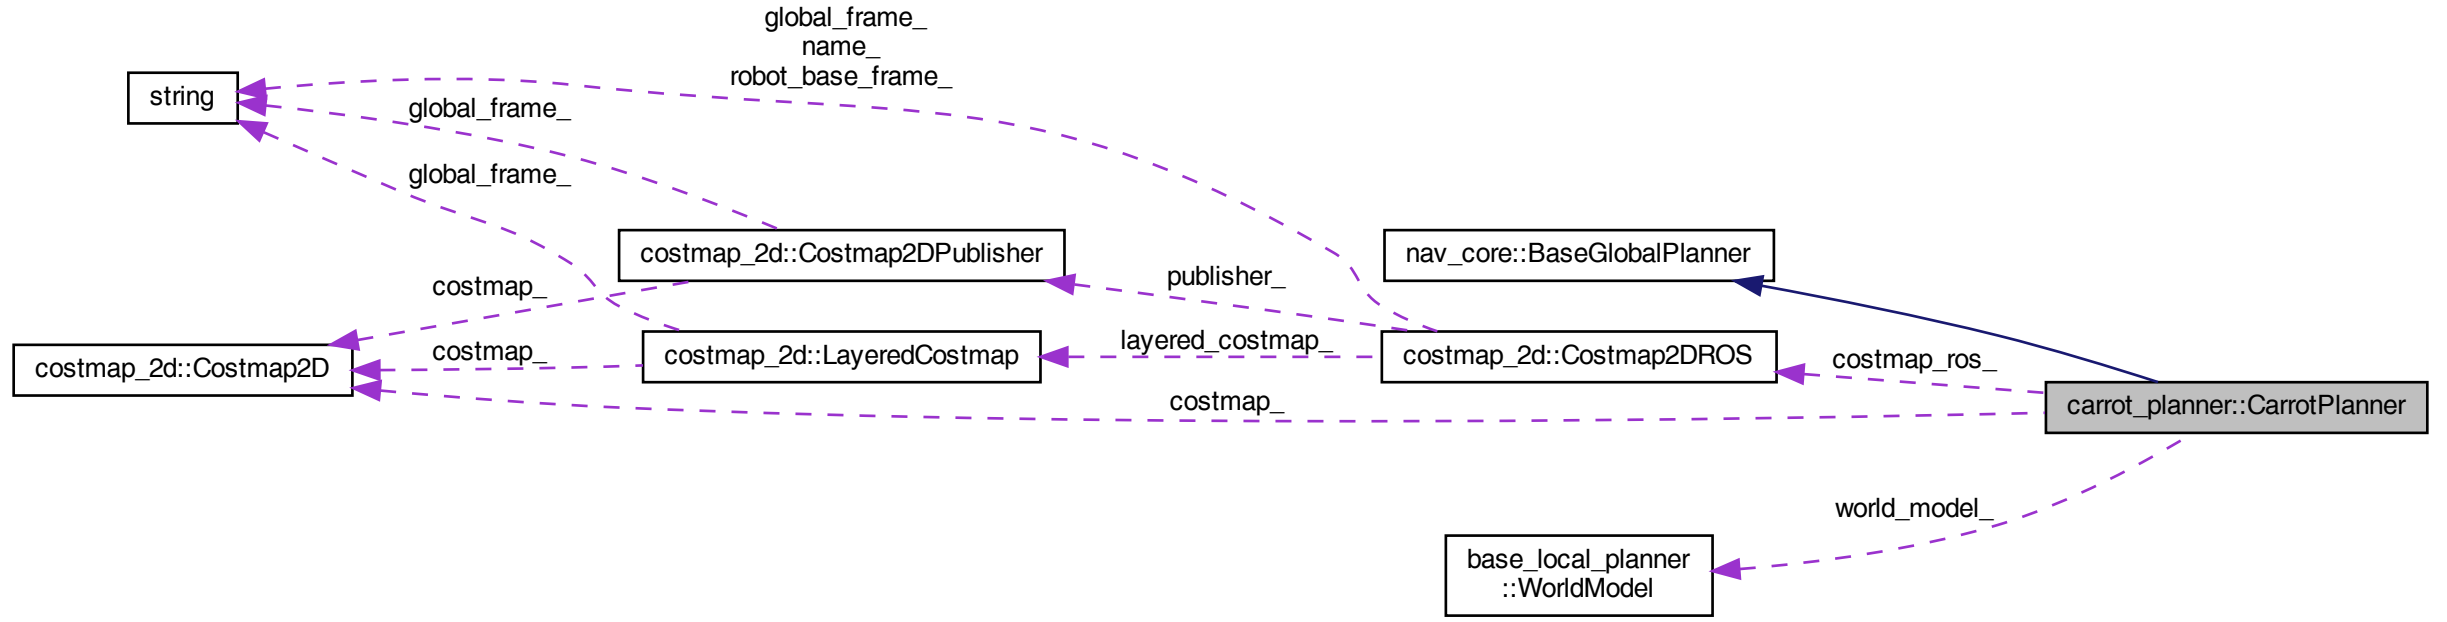 global_frame_
name_
robot_base_frame_
string
global_frame_
global_frame_
costmap_2d::Costmap2DPublisher
nav_core::BaseGlobalPlanner
publisher_
costmap_
layered_costmap_
costmap_2d::Costmap2D
costmap_
costmap_2d::LayeredCostmap
costmap_2d::Costmap2DROS
costmap_ros_
costmap_
carrot_planner::CarrotPlanner
world_model_
base_local_planner
::WorldModel